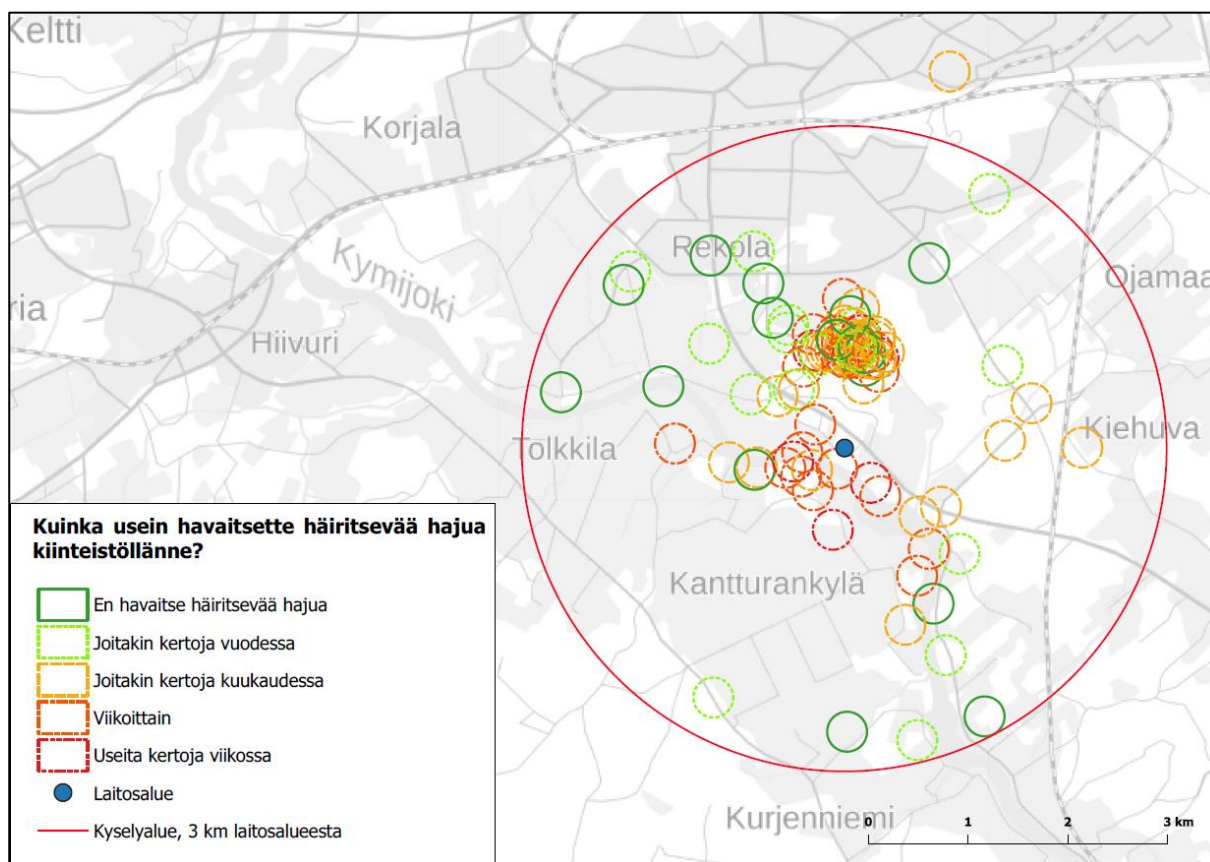 Keltti
Korjala
Rekola
Kymijoki
Ojamaa
ria
Hiivuri
Tolkkila
Kiehuva
Kantturankylä
Kurjenniemi
Kuinka usein havaitsette häiritsevää hajua
kiinteistöllänne?
En havaitse häiritsevää hajua
Joitakin kertoja vuodessa
Joitakin kertoja kuukaudessa
Viikoittain
Useita kertoja viikossa
Laitosalue
Kyselyalue, 3 km laitosalueesta
0 1 2 3 km